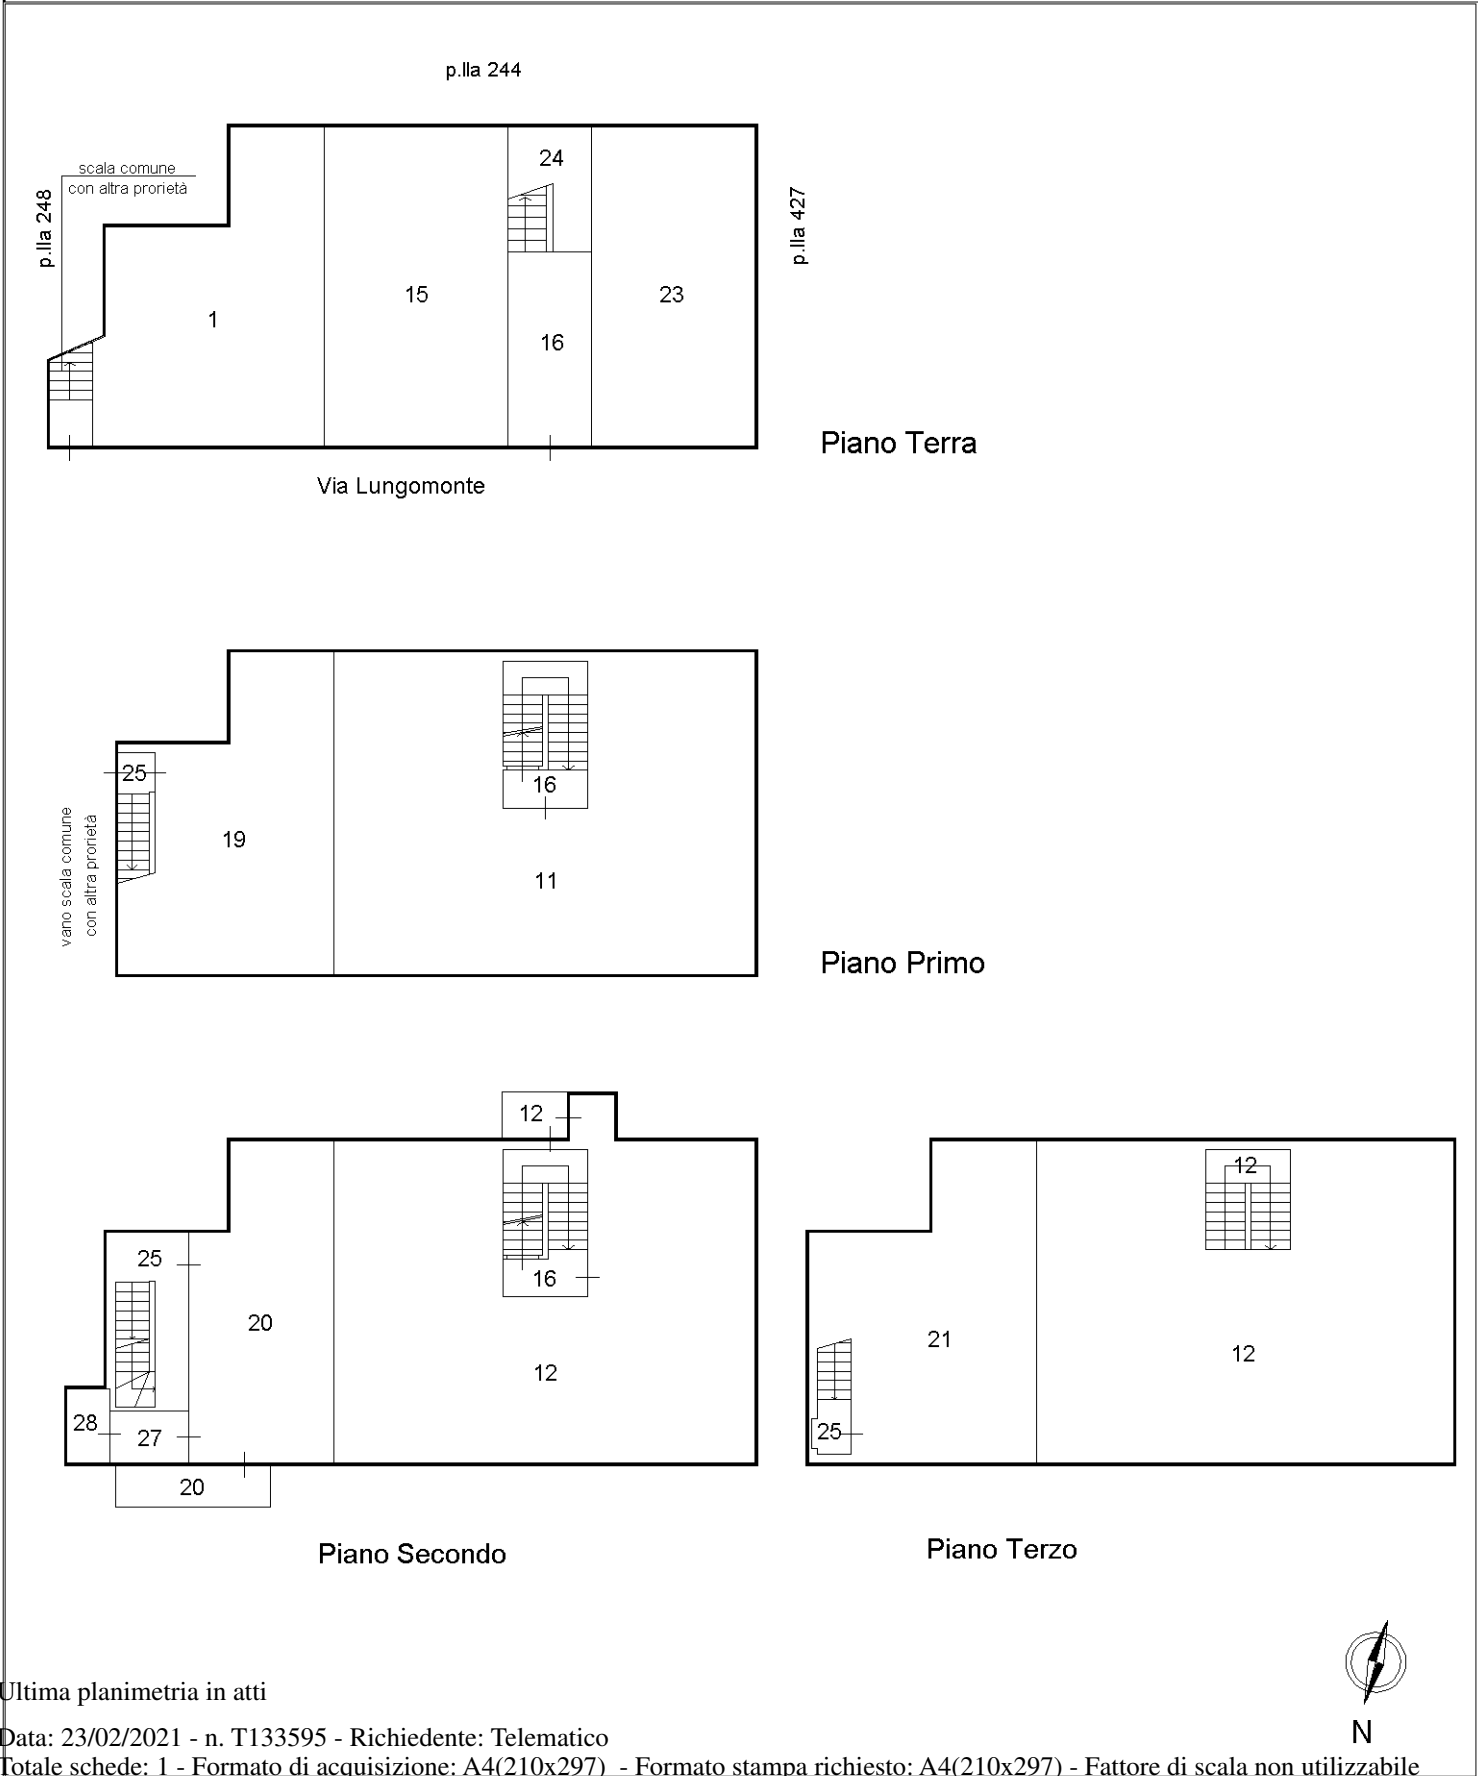 p.lla 244
scala comune
con altra prorietà
p.lla 248
p.lla 427
24
1
15
23
16
Piano Terra
Via Lungomonte
25
16
19
11
vano scala comune
con altra prorietà
Piano Primo
12
12
25
16
20
21
12
12
28
27
25
20
Piano Secondo
Piano Terzo
N
Ultima planimetria in atti
Data: 23/02/2021 - n. T133595 - Richiedente: Telematico
Totale schede: 1 - Formato di acquisizione: A4(210x297) - Formato stampa richiesto: A4(210x297) - Fattore di scala non utilizzabile